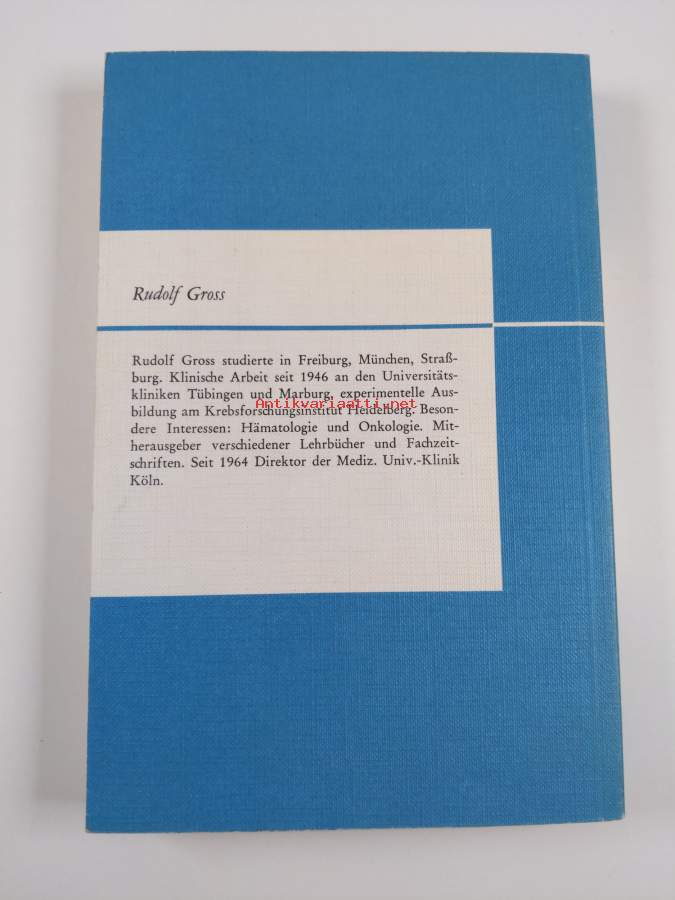 Rudolf Gross
Rudolf Gross studierte in Freiburg, München, Straß-
burg. Klinische Arbeit seit 1946 an den Universitäts-
kliniken Tübingen und Marburg, experimentelle Aus-
Antikvariaatti.net
bildung am Krebsforschungsinstitut Heidelberg. Beson-
dere Interessen: Hämatologie und Onkologie. Mit-
herausgeber verschiedener Lehrbücher und Fachzeit-
schriften. Seit 1964 Direktor der Mediz. Univ.-Klinik
Köln.